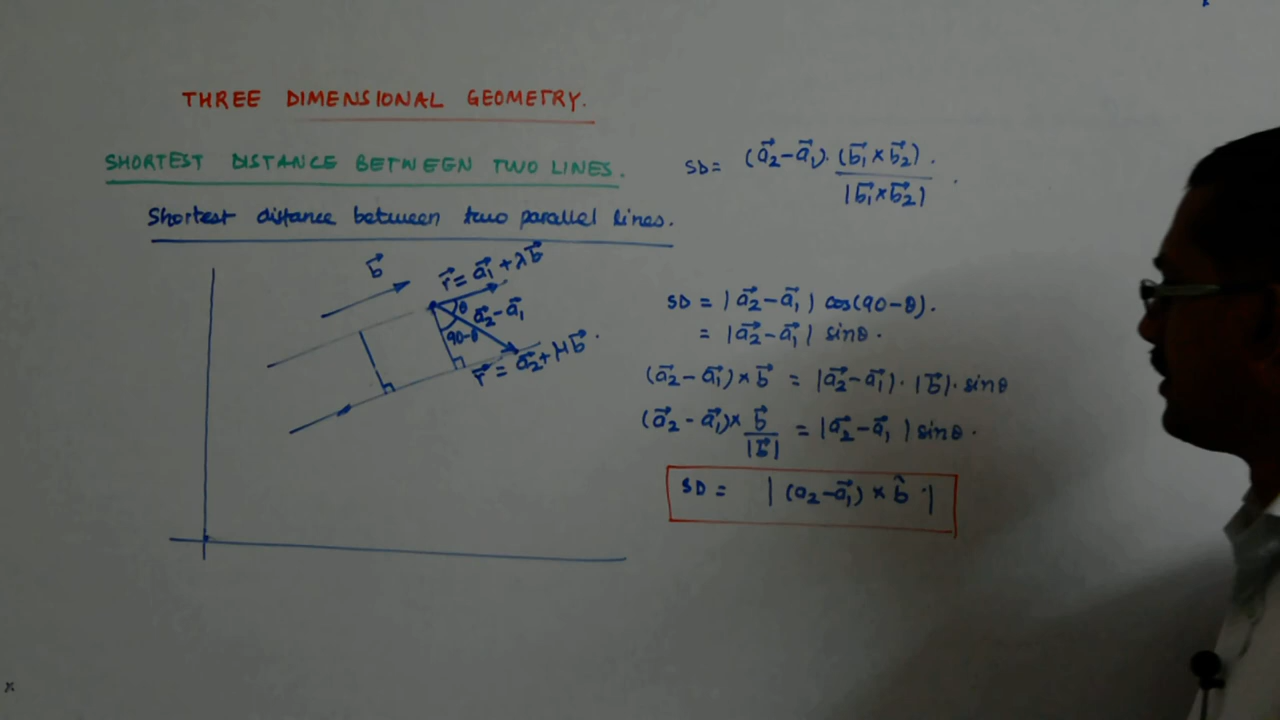 THREE DIMENSIONAL GEOMETRY.
SHORTEST DISTANCE BETWEEN TWO LINES.
Shortest distance between two parallel lines.
b⃗
r⃗ = a⃗₁ + λb⃗
θ
a⃗₂-a⃗₁
90-θ
r⃗ = a⃗₂+μb⃗.
SD = (a⃗₂-a⃗₁). (b⃗₁×b⃗₂).
|b⃗₁×b⃗₂|
SD = |a⃗₂-a⃗₁| cos(90-θ).
= |a⃗₂-a⃗₁| sinθ.
(a⃗₂-a⃗₁)×b⃗ = |a⃗₂-a⃗₁|. |b⃗|. sinθ
(a⃗₂-a⃗₁)× b⃗/|b⃗| = |a⃗₂-a⃗₁| sinθ.
SD = |(a₂-a⃗₁) × b̂ .|